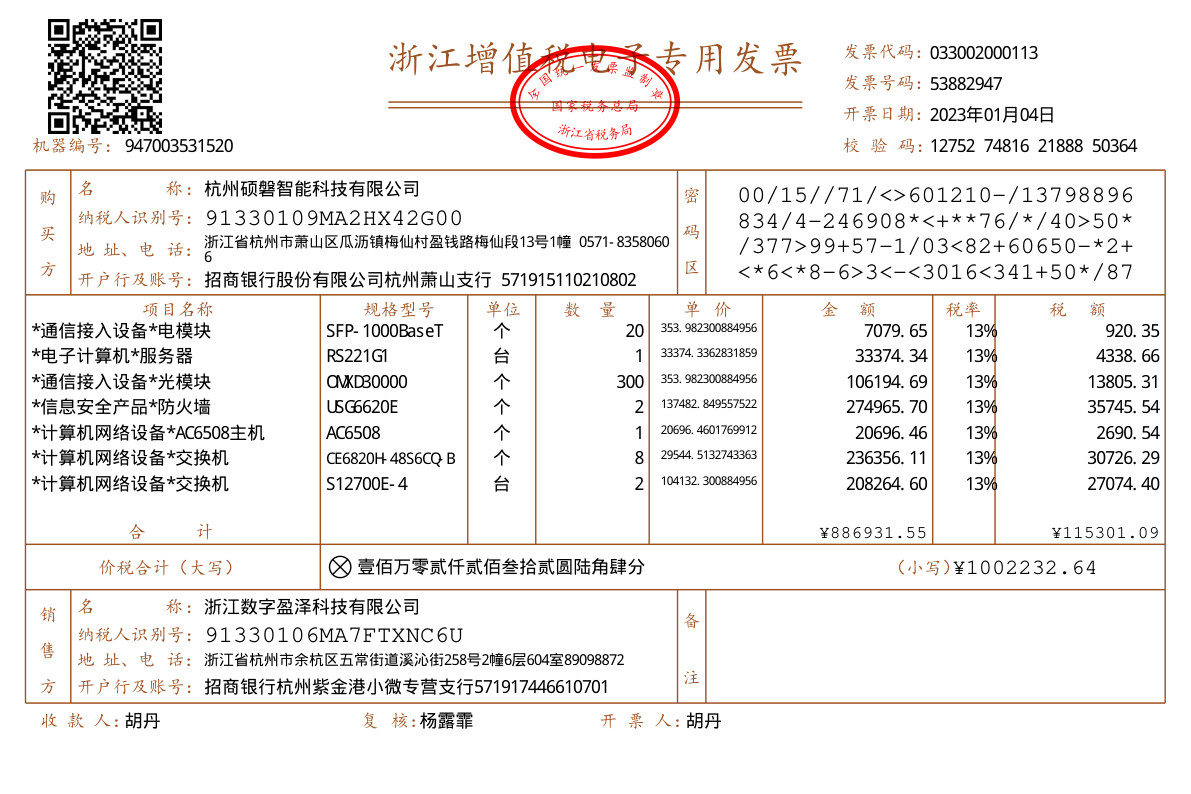 浙江增值税电子专用发票
全国统一发票监制章
国家税务总局
浙江省税务局
发票代码: 033002000113
发票号码: 53882947
开票日期: 2023年01月04日
校 验 码: 12752 74816 21888 50364
机器编号: 947003531520
购买方
名 称: 杭州硕磐智能科技有限公司
纳税人识别号: 91330109MA2HX42G00
地 址、电 话: 浙江省杭州市萧山区瓜沥镇梅仙村盈钱路梅仙段13号1幢 0571-8358060
6
开户行及账号: 招商银行股份有限公司杭州萧山支行 571915110210802
密码区
00/15//71/<>601210-/13798896
834/4-246908*<+**76/*/40>50*
/377>99+57-1/03<82+60650-*2+
<*6<*8-6>3<-<3016<341+50*/87
项目名称 规格型号 单位 数 量 单 价 金 额 税率 税 额
*通信接入设备*电模块 SFP-1000BaseT 个 20 353.982300884956 7079.65 13% 920.35
*电子计算机*服务器 RS221G1 台 1 33374.3362831859 33374.34 13% 4338.66
*通信接入设备*光模块 OMXD30000 个 300 353.982300884956 106194.69 13% 13805.31
*信息安全产品*防火墙 USG6620E 个 2 137482.849557522 274965.70 13% 35745.54
*计算机网络设备*AC6508主机 AC6508 个 1 20696.4601769912 20696.46 13% 2690.54
*计算机网络设备*交换机 CE6820H-48S6CQ-B 个 8 29544.5132743363 236356.11 13% 30726.29
*计算机网络设备*交换机 S12700E-4 台 2 104132.300884956 208264.60 13% 27074.40
合 计 ¥886931.55 ¥115301.09
价税合计（大写） 壹佰万零贰仟贰佰叁拾贰圆陆角肆分 （小写）¥1002232.64
销售方
名 称: 浙江数字盈泽科技有限公司
纳税人识别号: 91330106MA7FTXNC6U
地 址、电 话: 浙江省杭州市余杭区五常街道溪沁街258号2幢6层604室89098872
开户行及账号: 招商银行杭州紫金港小微专营支行571917446610701
备注
收 款 人: 胡丹 复 核: 杨露霏 开 票 人: 胡丹